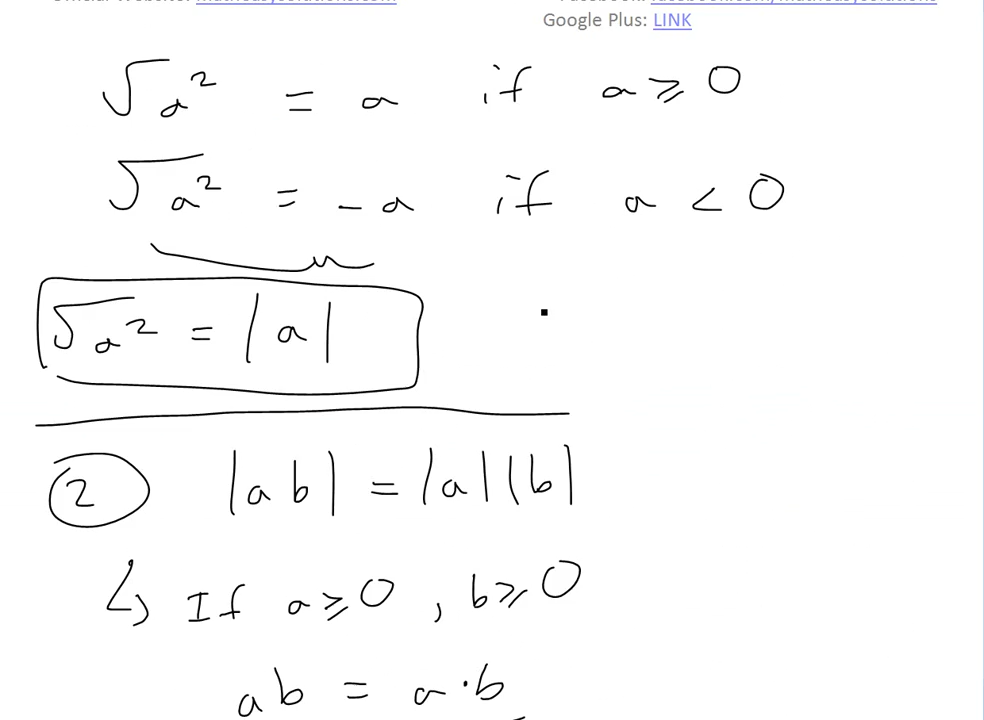 Google Plus: LINK
√a² = a if a ≥ 0
√a² = -a if a < 0
√a² = |a|
2 |ab| = |a||b|
↳ If a ≥ 0, b ≥ 0
ab = a·b